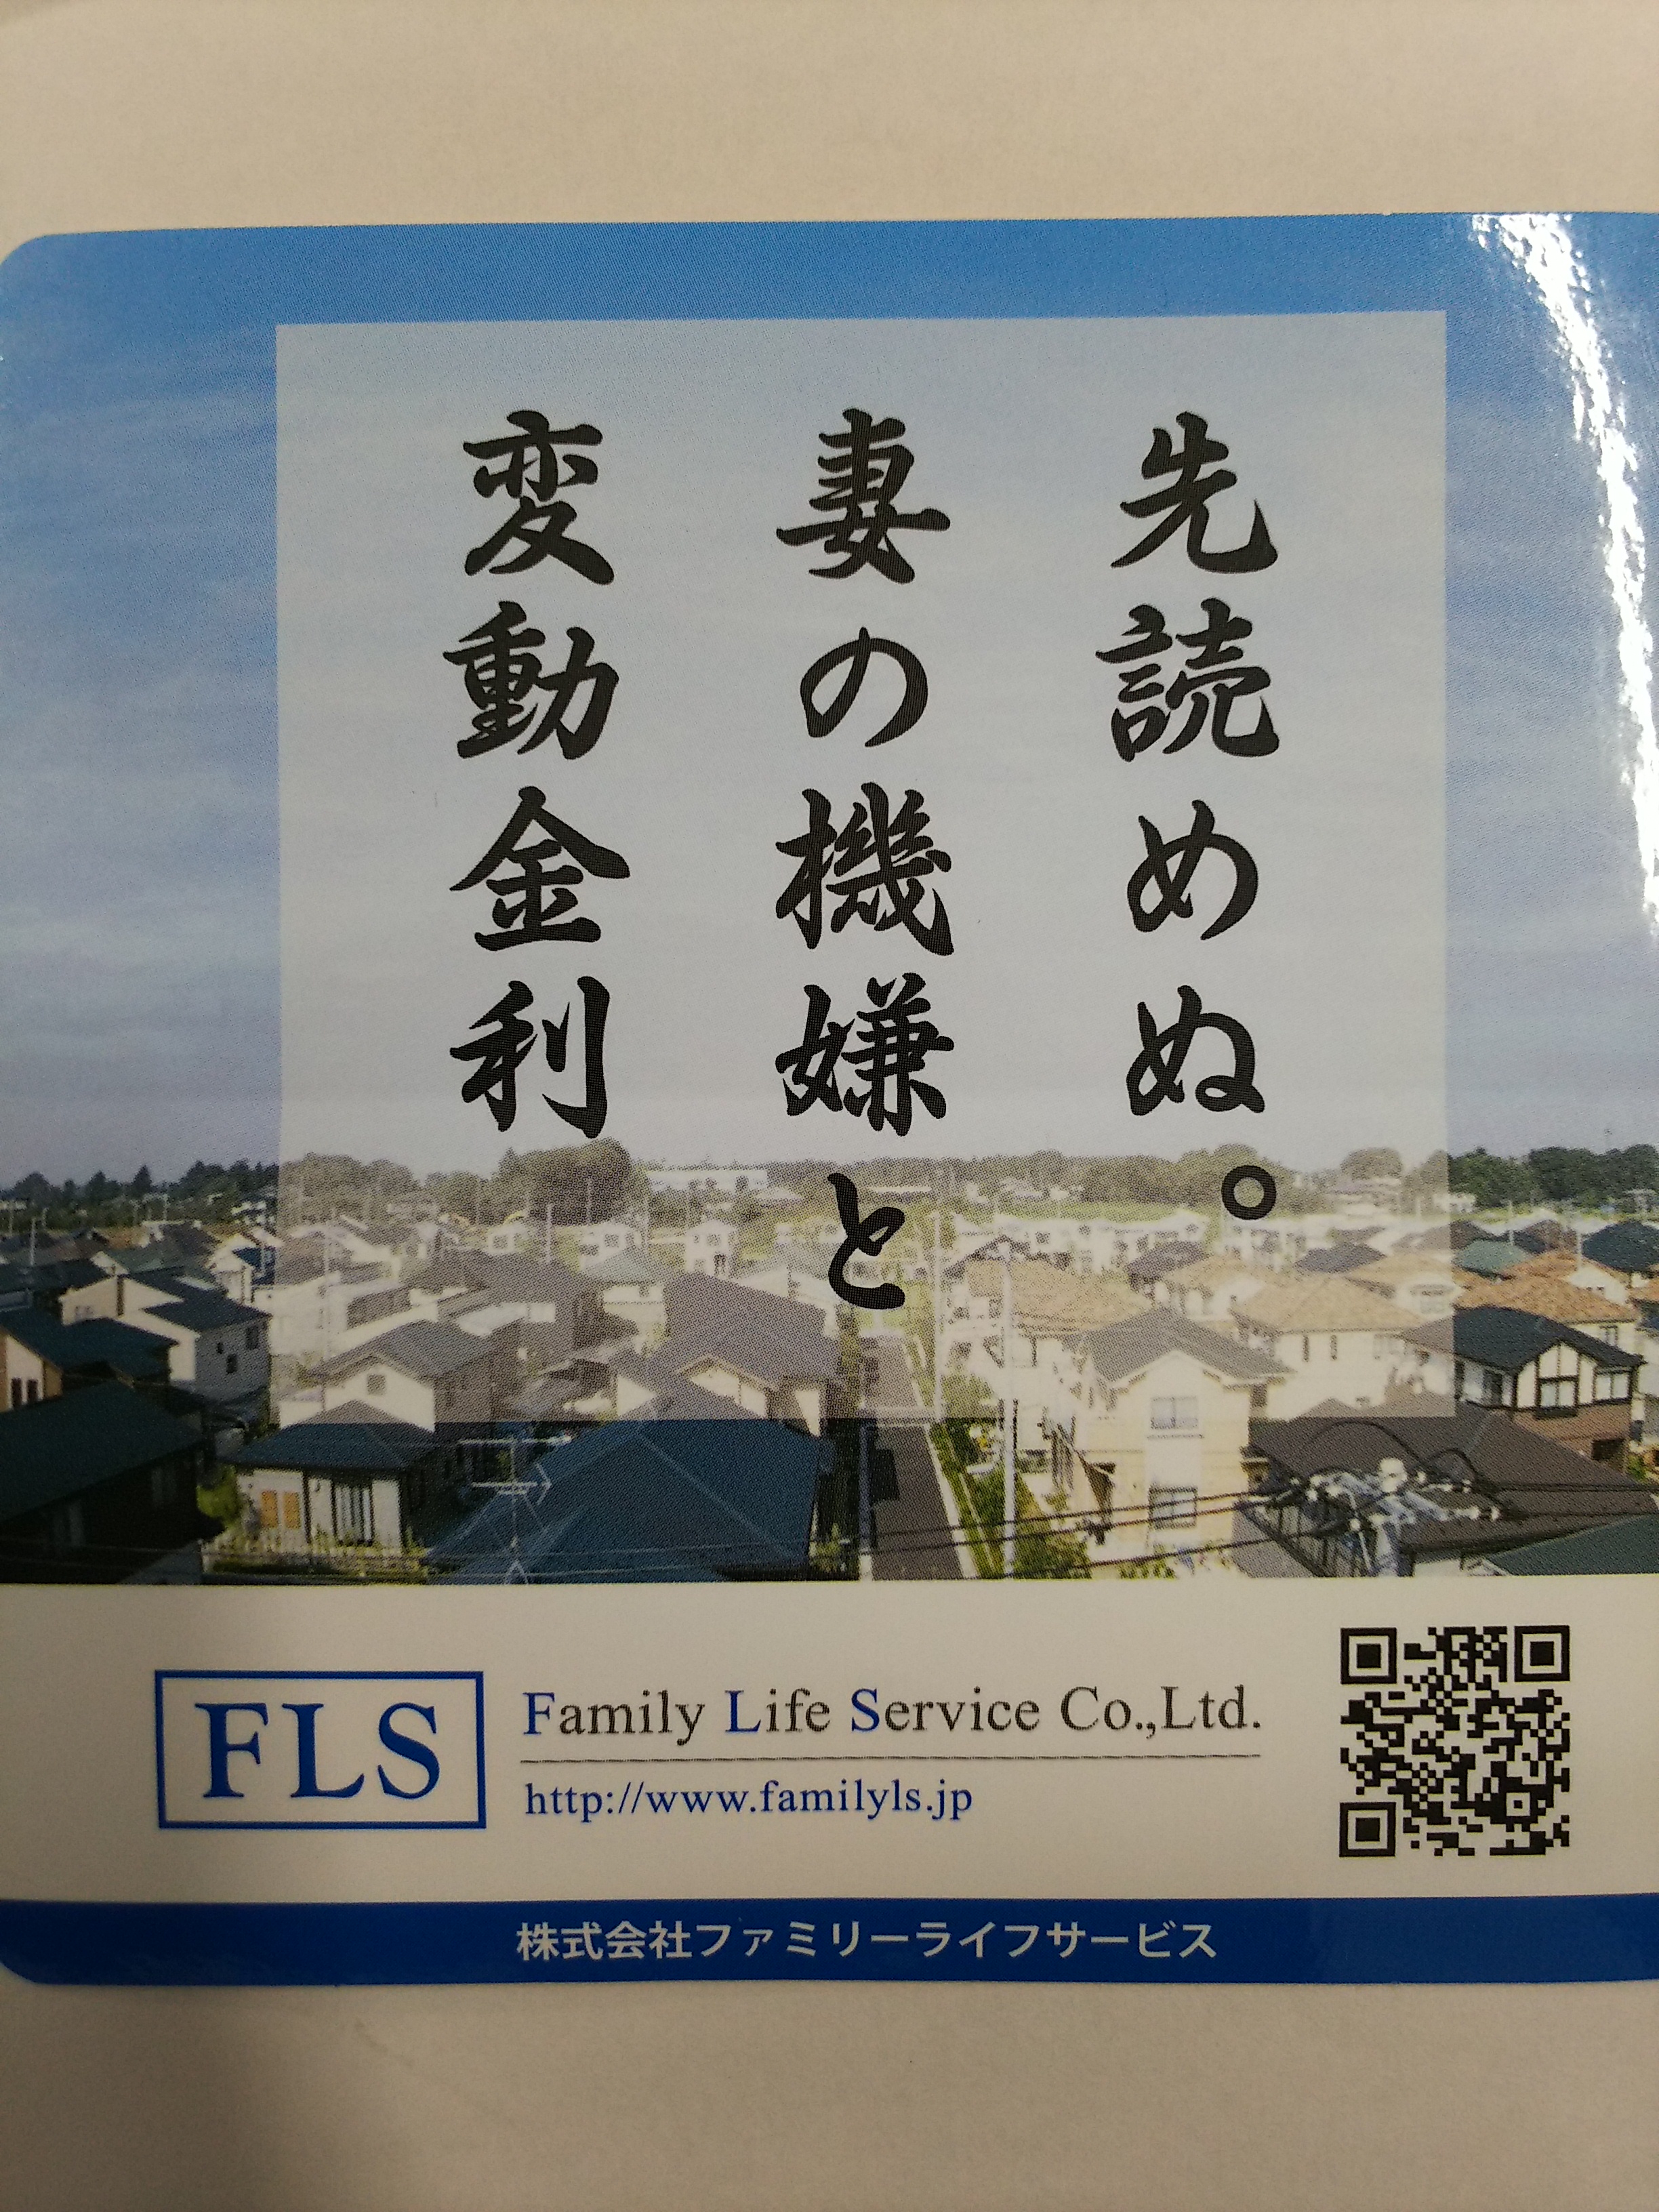 先読めぬ。
妻の機嫌と
変動金利
FLS
Family Life Service Co.,Ltd.
http://www.familyls.jp
株式会社ファミリーライフサービス